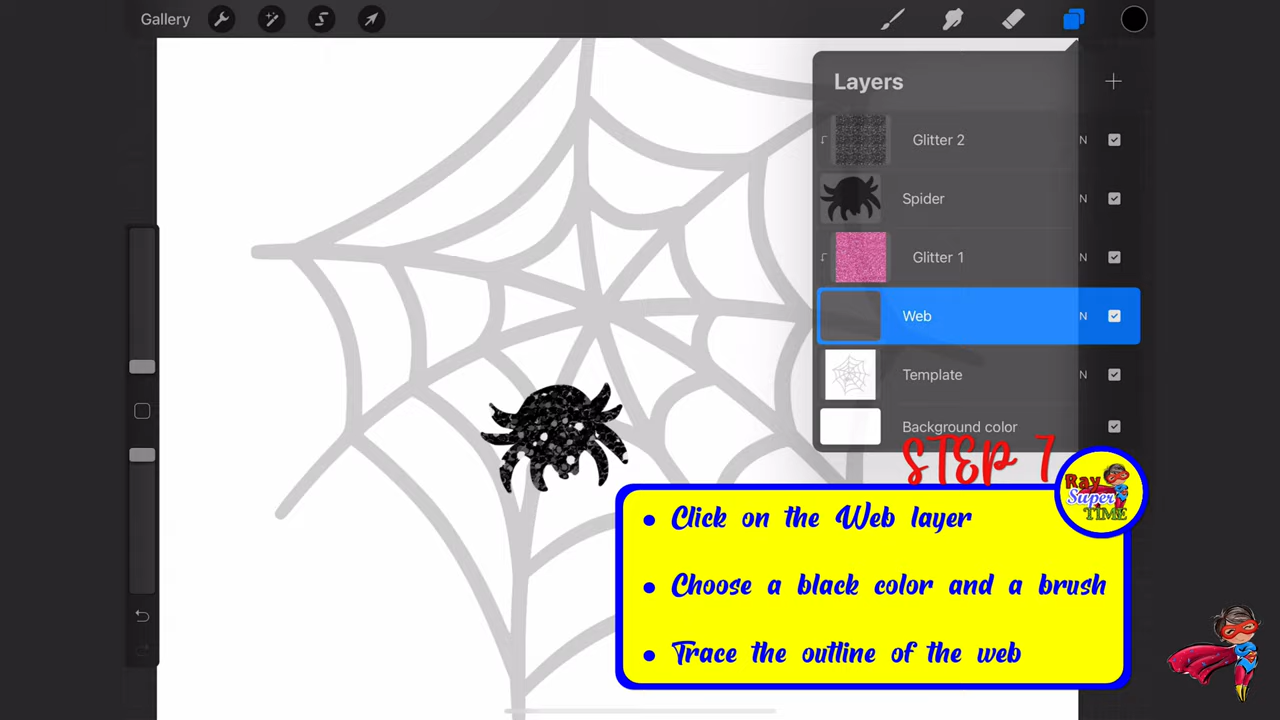 Gallery
Layers
Glitter 2 N
Spider N
Glitter 1 N
Web N
Template N
Background color
STEP 7
Ray
Super
TIME
• Click on the Web layer
• Choose a black color and a brush
• Trace the outline of the web